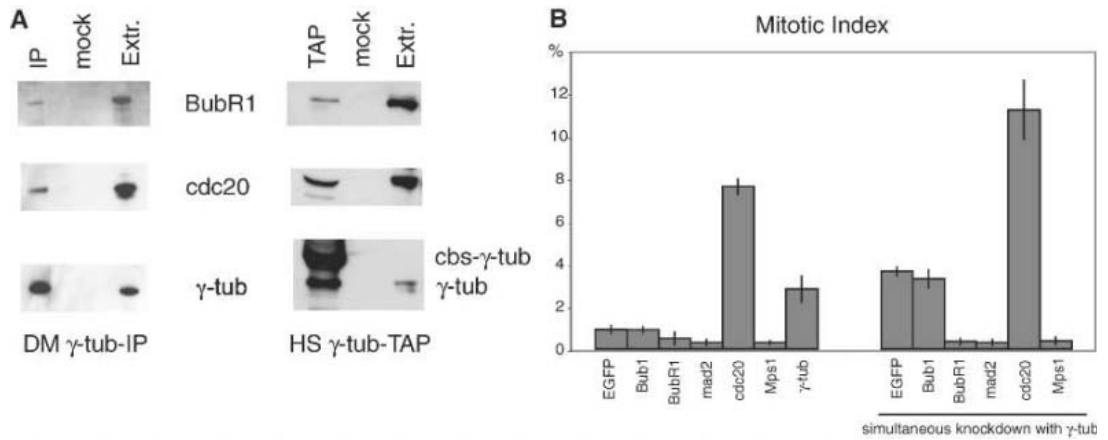 A
IP
mock
Extr.
TAP
mock
Extr.
BubR1
cdc20
cbs-γ-tub
γ-tub
γ-tub
DM γ-tub-IP
HS γ-tub-TAP
B
Mitotic Index
%
12
10
8
6
4
2
0
EGFP
Bub1
BubR1
mad2
cdc20
Mps1
γ-tub
EGFP
Bub1
BubR1
mad2
cdc20
Mps1
simultaneous knockdown with γ-tub